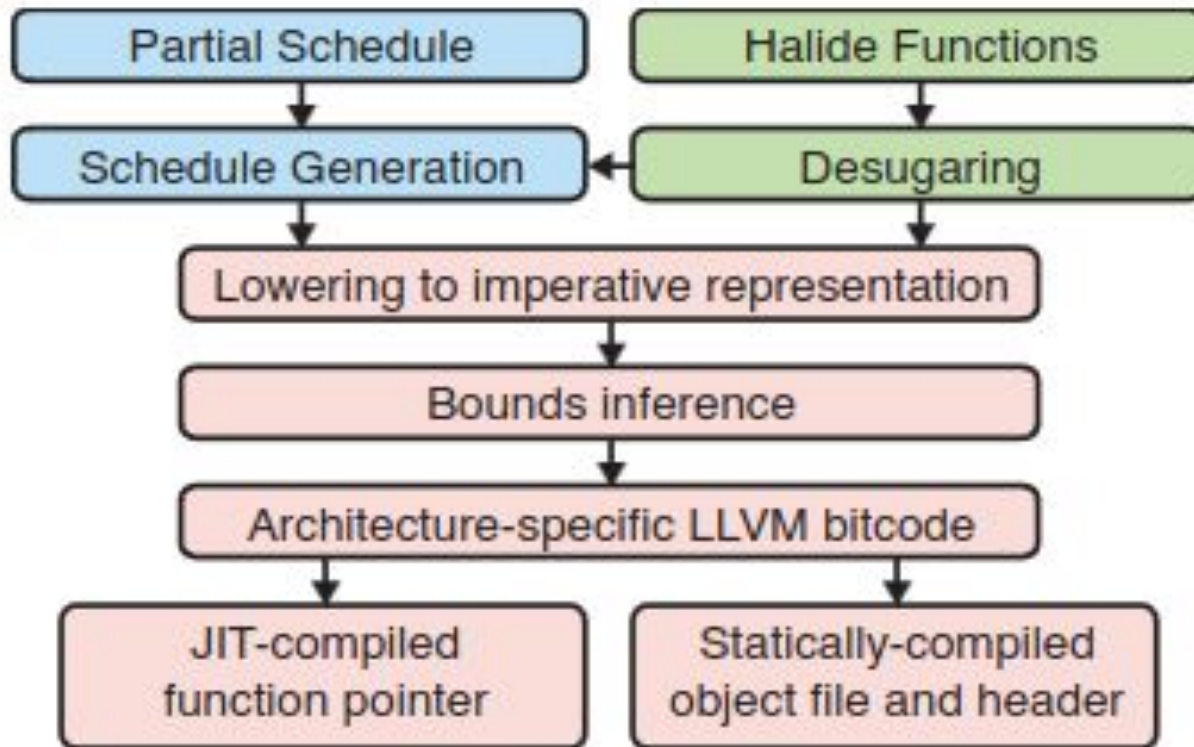 Partial Schedule
Halide Functions
Schedule Generation
Desugaring
Lowering to imperative representation
Bounds inference
Architecture-specific LLVM bitcode
JIT-compiled
function pointer
Statically-compiled
object file and header